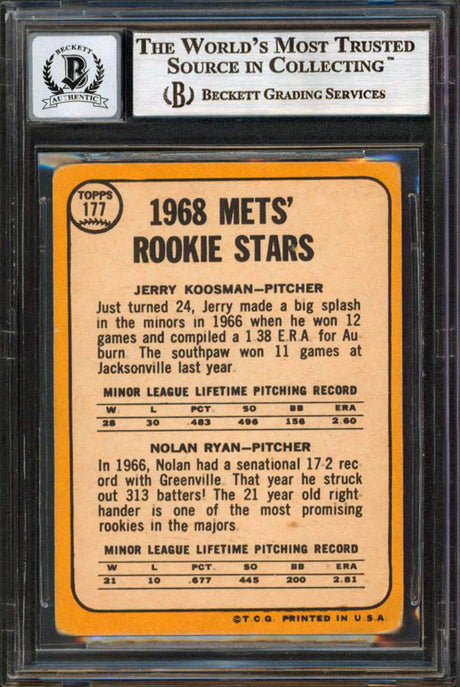 BECKETT
B
AUTHENTIC
THE WORLD'S MOST TRUSTED
SOURCE IN COLLECTING™
B BECKETT GRADING SERVICES
TOPPS
177
1968 METS'
ROOKIE STARS
JERRY KOOSMAN—PITCHER
Just turned 24, Jerry made a big splash
in the minors in 1966 when he won 12
games and compiled a 1.38 E.R.A. for Au
burn. The southpaw won 11 games at
Jacksonville last year.
MINOR LEAGUE LIFETIME PITCHING RECORD
W L PCT. SO BB ERA
28 30 .483 496 156 2.60
NOLAN RYAN—PITCHER
In 1966, Nolan had a senational 17-2 rec
ord with Greenville. That year he struck
out 313 batters! The 21 year old right-
hander is one of the most promising
rookies in the majors.
MINOR LEAGUE LIFETIME PITCHING RECORD
W L PCT. SO BB ERA
21 10 .677 445 200 2.81
©T.C.G. PRINTED IN U.S.A.